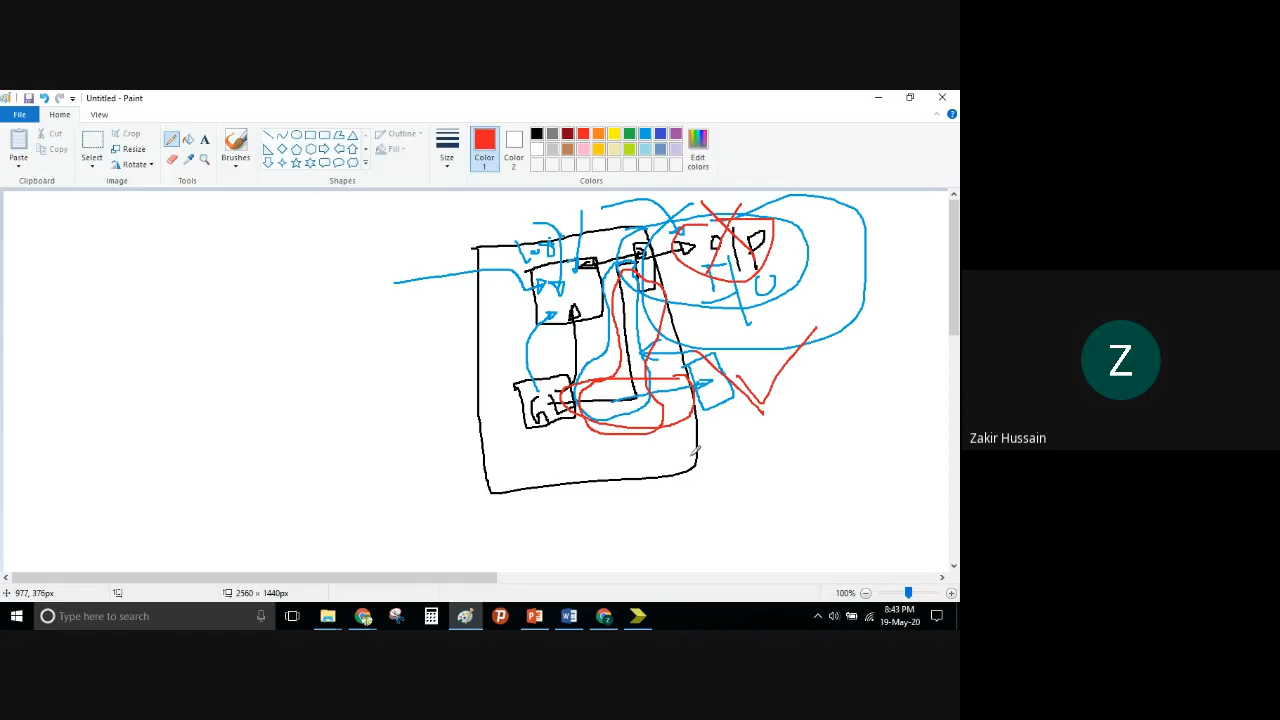 Untitled - Paint
File
Home
View
Paste
Cut
Copy
Clipboard
Select
Crop
Resize
Rotate
Image
Tools
Brushes
Shapes
Outline
Fill
Size
Color
1
Color
2
Edit
colors
Colors
Z
Zakir Hussain
977, 376px
2560 × 1440px
100%
Type here to search
8:43 PM
19-May-20